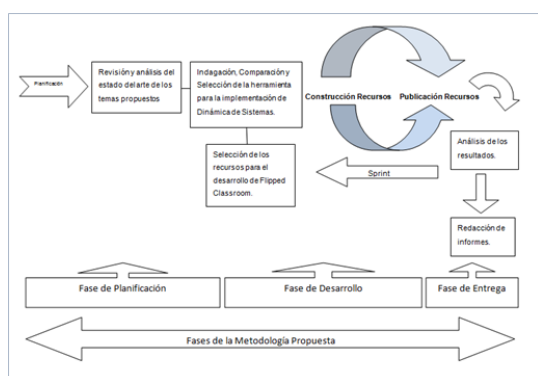 Planificación
Revisión y análisis del
estado del arte de los
temas propuestos
Indagación, Comparación y
Selección de la herramienta
para la implementación de
Dinámica de Sistemas.
Selección de los
recursos para el
desarrollo de Flipped
Classroom.
Construcción Recursos
Publicación Recursos
Análisis de los
resultados.
Sprint
Redacción de
informes.
Fase de Planificación
Fase de Desarrollo
Fase de Entrega
Fases de la Metodología Propuesta